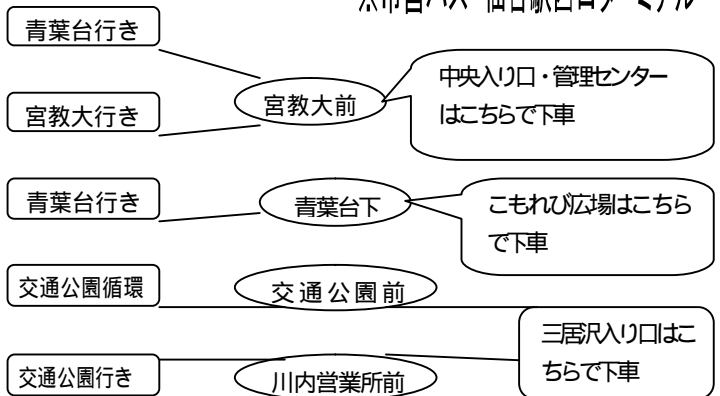 青葉台行き
宮教大前
中央入り口・管理センター
はこちらで下車
宮教大行き
青葉台行き
青葉台下
こもれび広場はこちら
で下車
交通公園循環
交通公園前
三居沢入り口はこ
ちらで下車
交通公園行き
川内営業所前